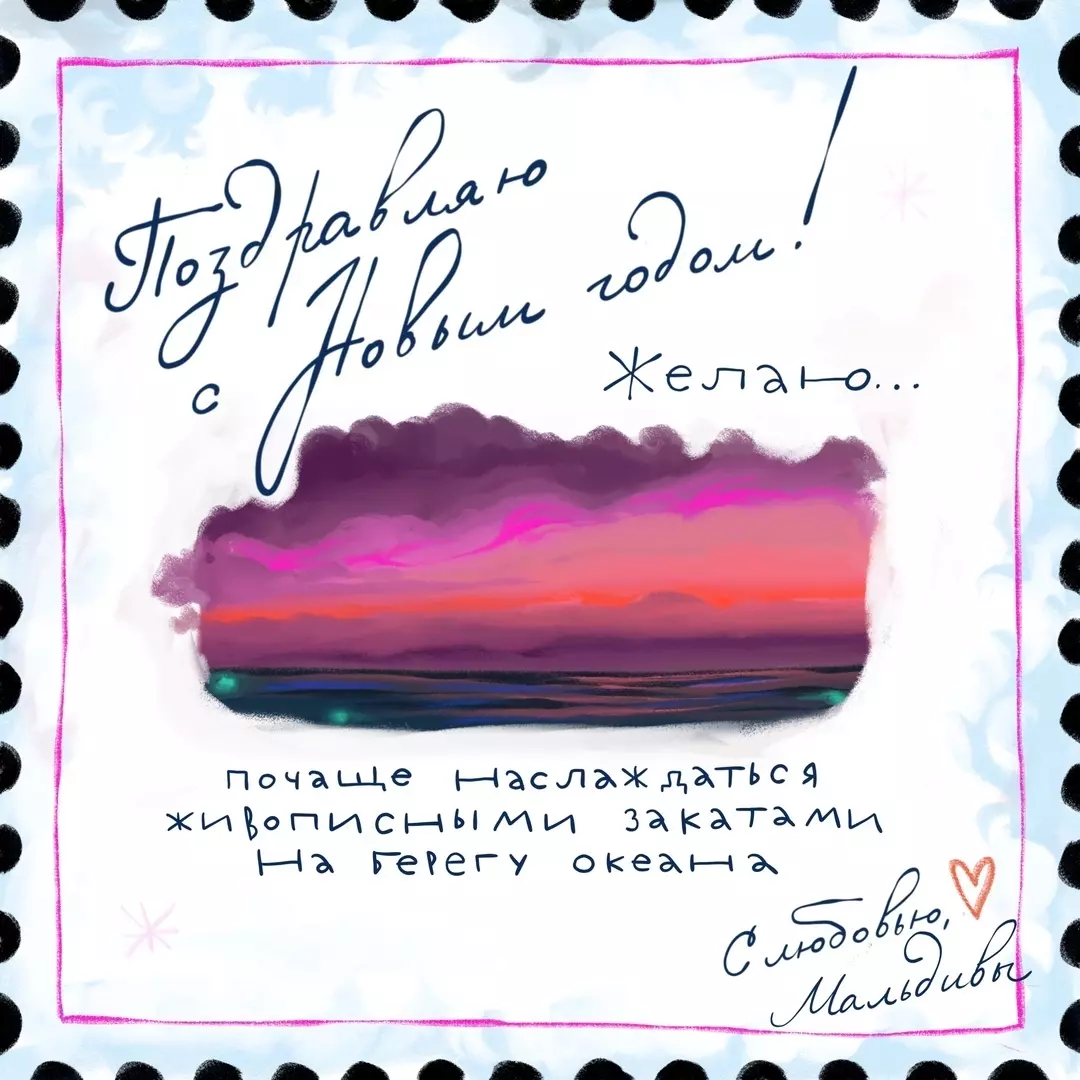 Поздравляю
с Новым годом!
Желаю...
почаще наслаждаться
живописными закатами
на берегу океана
С любовью,
Мальдивы